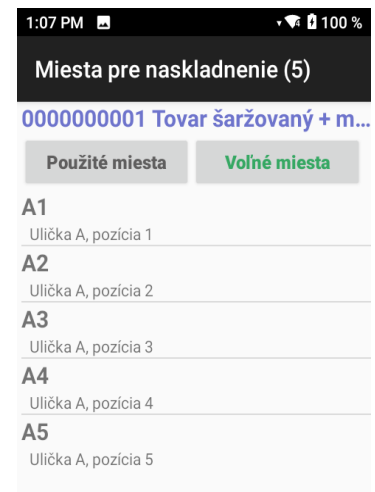 1:07 PM 100 %
Miesta pre naskladnenie (5)
0000000001 Tovar šaržovaný + m...
Použité miesta Voľné miesta
A1
Ulička A, pozícia 1
A2
Ulička A, pozícia 2
A3
Ulička A, pozícia 3
A4
Ulička A, pozícia 4
A5
Ulička A, pozícia 5